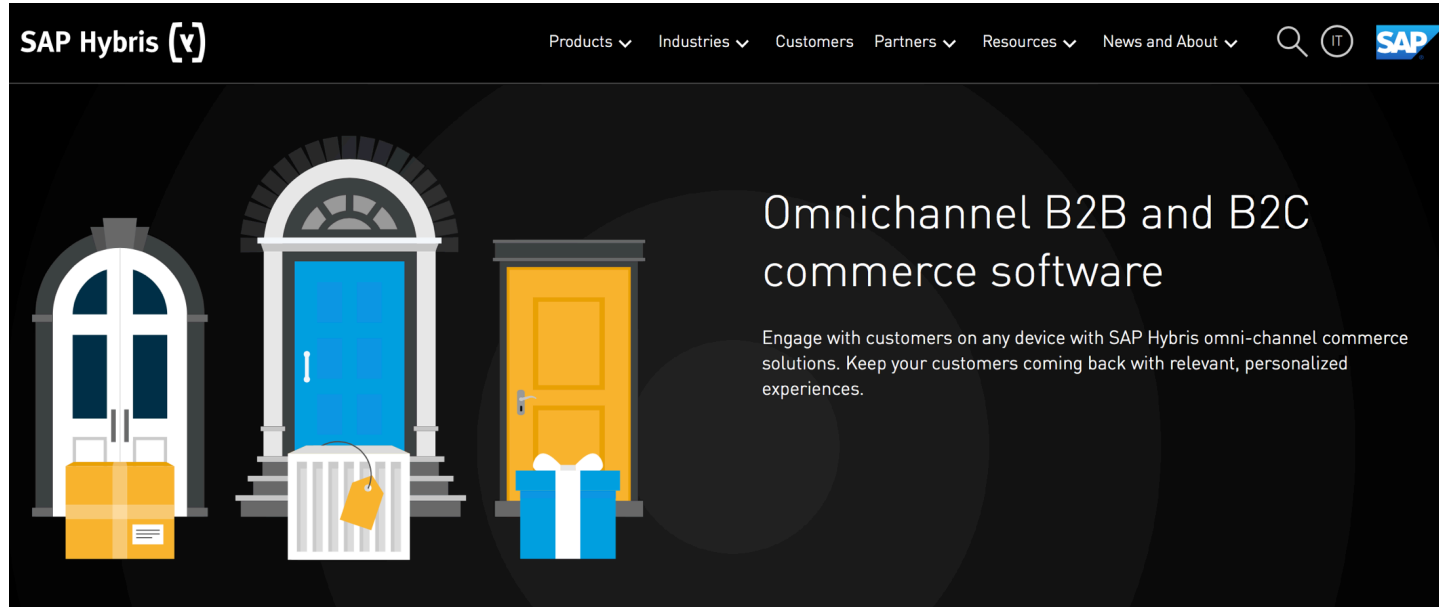 SAP Hybris (y)
Products Industries Customers Partners Resources News and About IT SAP
Omnichannel B2B and B2C
commerce software
Engage with customers on any device with SAP Hybris omni-channel commerce
solutions. Keep your customers coming back with relevant, personalized
experiences.